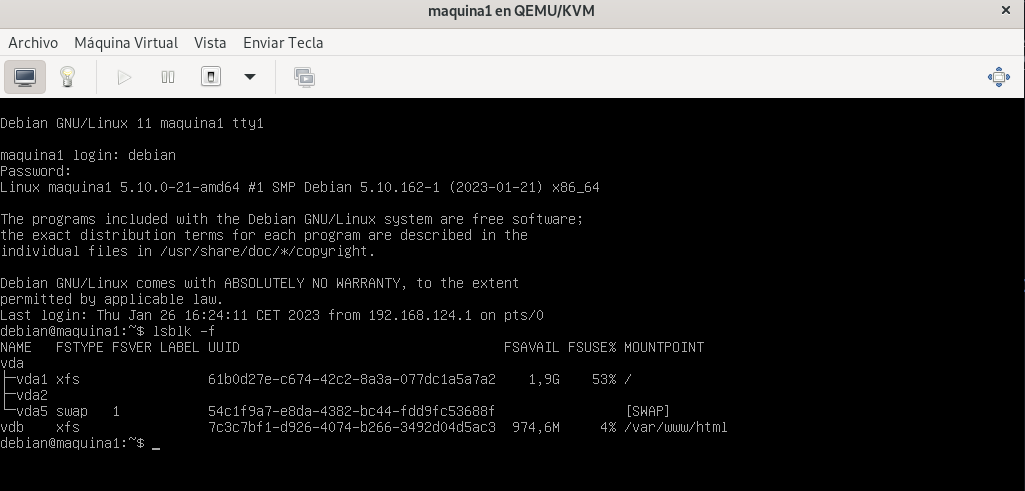 maquina1 en QEMU/KVM
Archivo Máquina Virtual Vista Enviar Tecla
Debian GNU/Linux 11 maquina1 tty1
maquina1 login: debian
Password:
Linux maquina1 5.10.0-21-amd64 #1 SMP Debian 5.10.162-1 (2023-01-21) x86_64
The programs included with the Debian GNU/Linux system are free software;
the exact distribution terms for each program are described in the
individual files in /usr/share/doc/*/copyright.
Debian GNU/Linux comes with ABSOLUTELY NO WARRANTY, to the extent
permitted by applicable law.
Last login: Thu Jan 26 16:24:11 CET 2023 from 192.168.124.1 on pts/0
debian@maquina1:~$ lsblk -f
NAME   FSTYPE FSVER LABEL UUID                                 FSAVAIL FSUSE% MOUNTPOINT
vda
├─vda1 xfs                61b0d27e-c674-42c2-8a3a-077dc1a5a7a2    1,9G    53% /
├─vda2
└─vda5 swap   1           54c1f9a7-e8da-4382-bc44-fdd9fc53688f                [SWAP]
vdb    xfs                7c3c7bf1-d926-4074-b266-3492d04d5ac3  974,6M     4% /var/www/html
debian@maquina1:~$ _